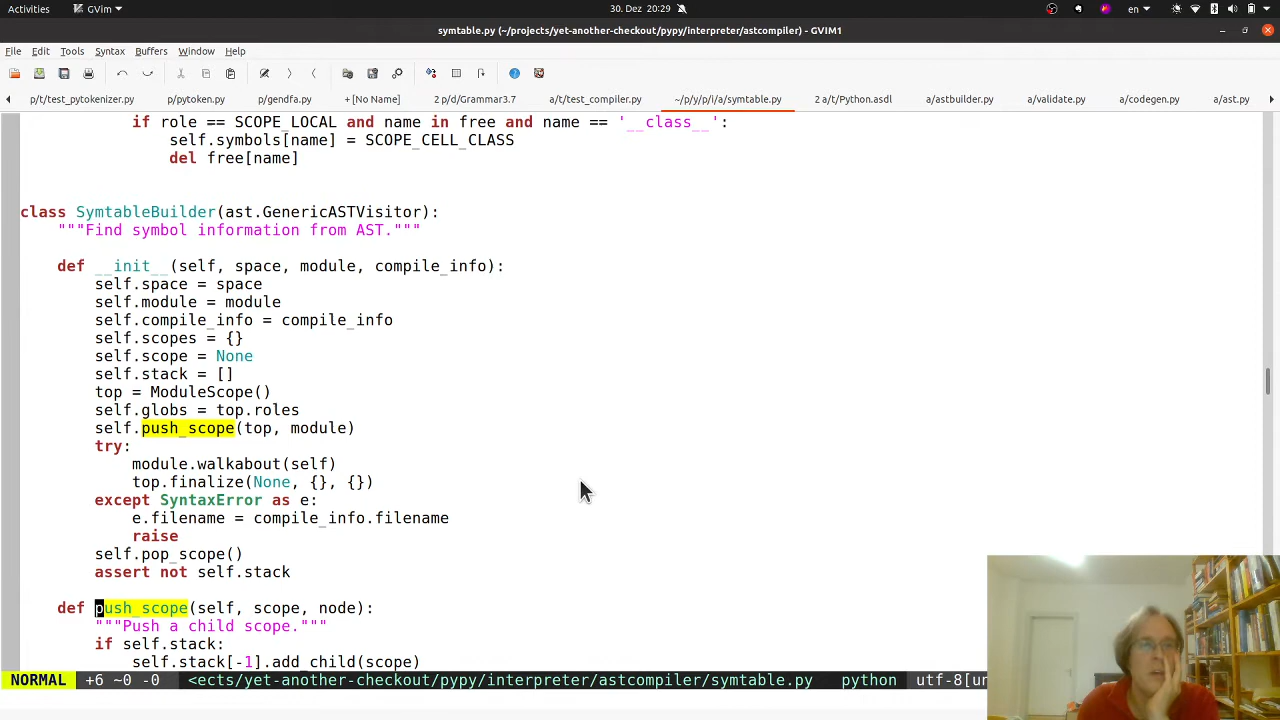 Activities GVim 30. Dez 20:29 en
symtable.py (~/projects/yet-another-checkout/pypy/interpreter/astcompiler) - GVIM1
File Edit Tools Syntax Buffers Window Help
p/t/test_pytokenizer.py p/pytoken.py p/gendfa.py + [No Name] 2 p/d/Grammar3.7 a/t/test_compiler.py ~/p/y/p/i/a/symtable.py 2 a/t/Python.asdl a/astbuilder.py a/validate.py a/codegen.py a/ast.py
            if role == SCOPE_LOCAL and name in free and name == '__class__':
                self.symbols[name] = SCOPE_CELL_CLASS
                del free[name]
class SymtableBuilder(ast.GenericASTVisitor):
    """Find symbol information from AST."""
    def __init__(self, space, module, compile_info):
        self.space = space
        self.module = module
        self.compile_info = compile_info
        self.scopes = {}
        self.scope = None
        self.stack = []
        top = ModuleScope()
        self.globs = top.roles
        self.push_scope(top, module)
        try:
            module.walkabout(self)
            top.finalize(None, {}, {})
        except SyntaxError as e:
            e.filename = compile_info.filename
            raise
        self.pop_scope()
        assert not self.stack
    def push_scope(self, scope, node):
        """Push a child scope."""
        if self.stack:
            self.stack[-1].add_child(scope)
NORMAL +6 ~0 -0 <ects/yet-another-checkout/pypy/interpreter/astcompiler/symtable.py python utf-8[un